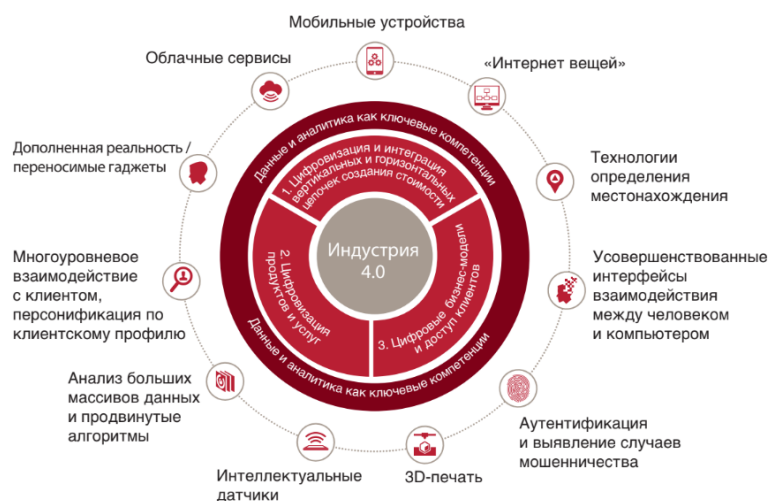 Мобильные устройства
Облачные сервисы
«Интернет вещей»
Дополненная реальность /
переносимые гаджеты
Технологии
определения
местонахождения
Многоуровневое
взаимодействие
с клиентом,
персонификация по
клиентскому профилю
Усовершенствованные
интерфейсы
взаимодействия
между человеком
и компьютером
Анализ больших
массивов данных
и продвинутые
алгоритмы
Аутентификация
и выявление случаев
мошенничества
Интеллектуальные
датчики
3D-печать
Данные и аналитика как ключевые компетенции
1. Цифровизация и интеграция
вертикальных и горизонтальных
цепочек создания стоимости
Индустрия
4.0
2. Цифровизация
продуктов и услуг
3. Цифровые бизнес-модели
и доступ клиентов
Данные и аналитика как ключевые компетенции